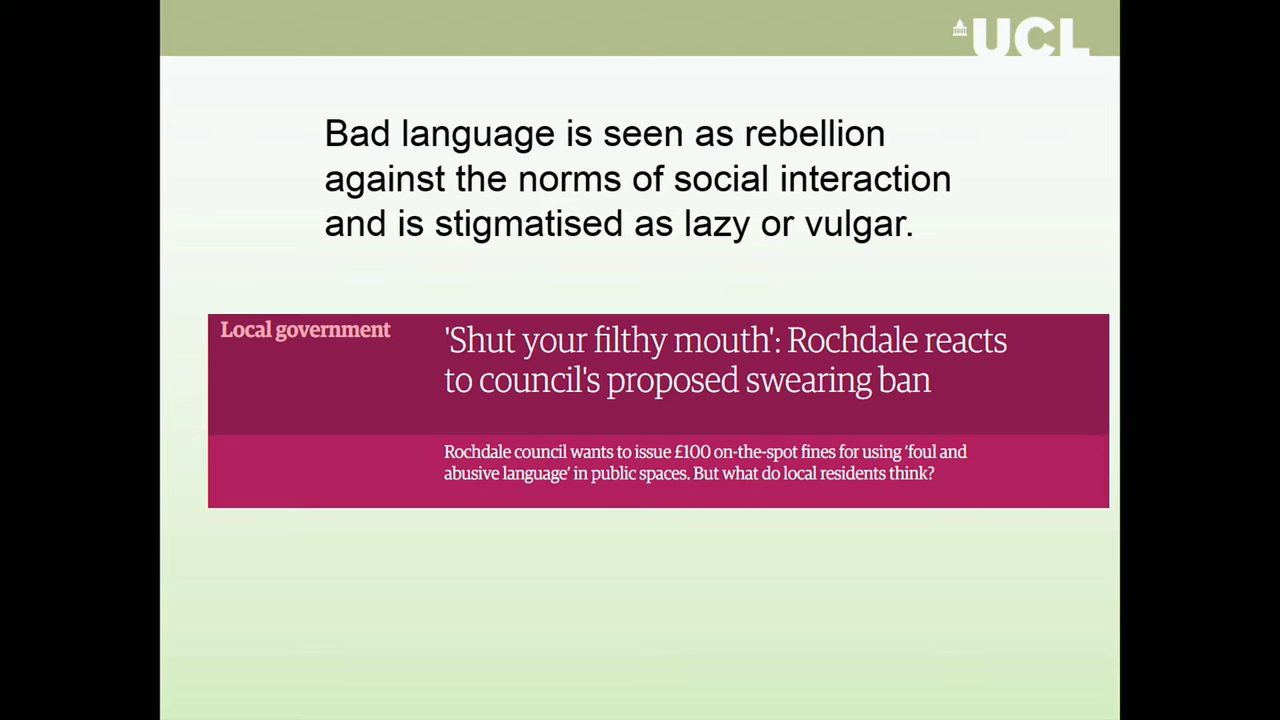 UCL
Bad language is seen as rebellion
against the norms of social interaction
and is stigmatised as lazy or vulgar.
Local government
'Shut your filthy mouth': Rochdale reacts
to council's proposed swearing ban
Rochdale council wants to issue £100 on-the-spot fines for using ‘foul and
abusive language’ in public spaces. But what do local residents think?